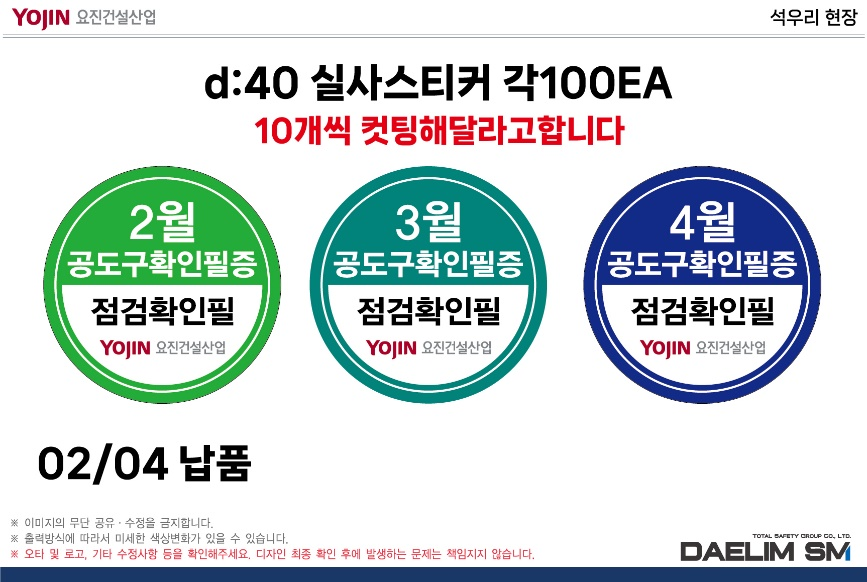 YOJIN 요진건설산업
석우리 현장
d:40 실사스티커 각100EA
10개씩 컷팅해달라고합니다
2월
공도구확인필증
점검확인필
YOJIN 요진건설산업
3월
공도구확인필증
점검확인필
YOJIN 요진건설산업
4월
공도구확인필증
점검확인필
YOJIN 요진건설산업
02/04 납품
※ 이미지의 무단 공유 · 수정을 금지합니다.
※ 출력방식에 따라서 미세한 색상변화가 있을 수 있습니다.
※ 오타 및 로고, 기타 수정사항 등을 확인해주세요. 디자인 최종 확인 후에 발생하는 문제는 책임지지 않습니다.
TOTAL SAFETY GROUP CO., LTD.
DAELIM SM